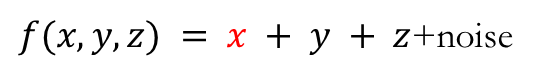 f(x, y, z) = x + y + z+noise